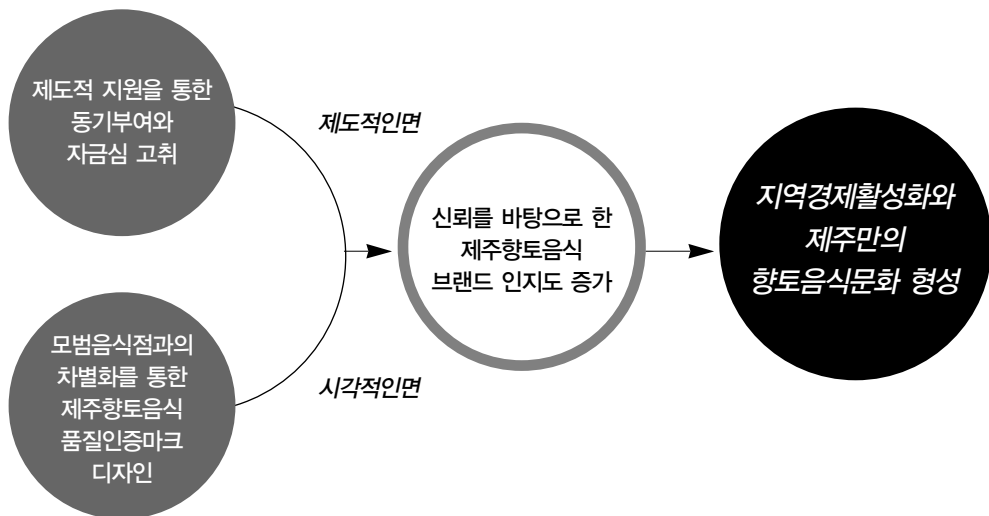 제도적 지원을 통한
동기부여와
자금심 고취
제도적인면
신뢰를 바탕으로 한
제주향토음식
브랜드 인지도 증가
지역경제활성화와
제주만의
향토음식문화 형성
모범음식점과의
차별화를 통한
제주향토음식
품질인증마크
디자인
시각적인면